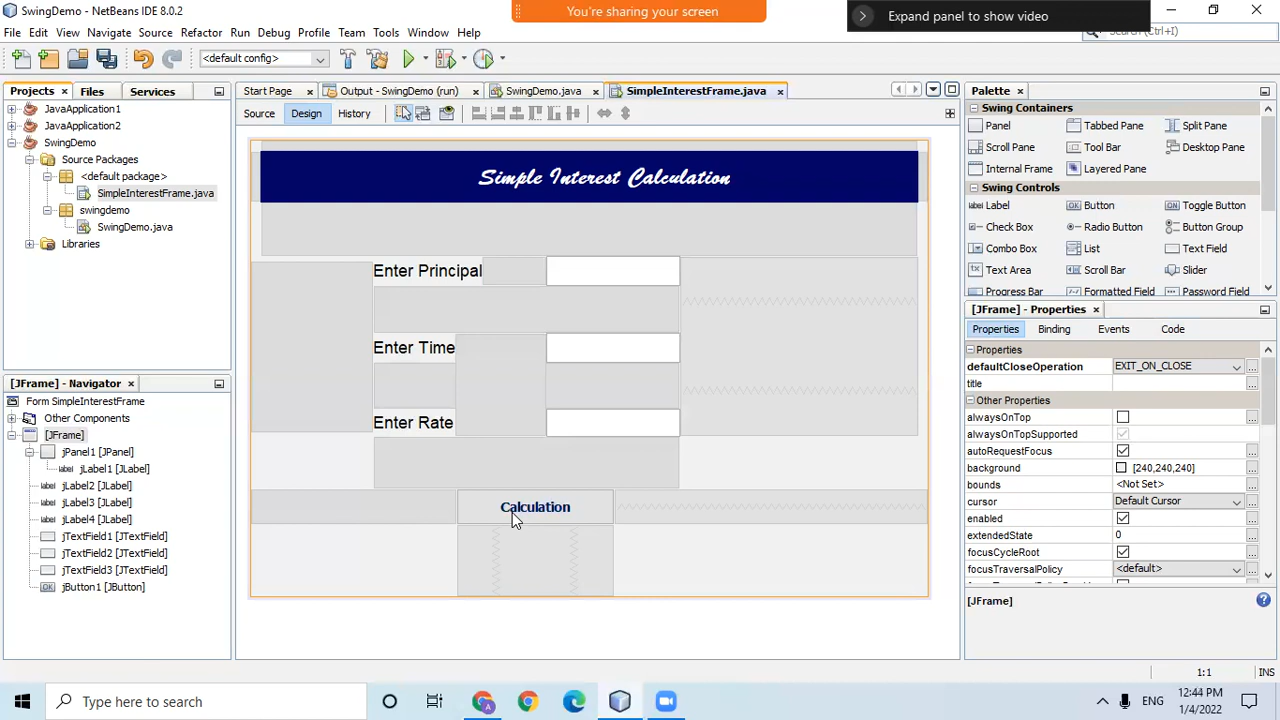 SwingDemo - NetBeans IDE 8.0.2
You're sharing your screen
Expand panel to show video
File Edit View Navigate Source Refactor Run Debug Profile Team Tools Window Help
Search (Ctrl+I)
<default config>
Projects Files Services
Start Page Output - SwingDemo (run) SwingDemo.java SimpleInterestFrame.java
Palette
Source Design History
JavaApplication1
JavaApplication2
SwingDemo
Source Packages
<default package>
SimpleInterestFrame.java
swingdemo
SwingDemo.java
Libraries
Simple Interest Calculation
Enter Principal
Enter Time
Enter Rate
Calculation
Swing Containers
Panel Tabbed Pane Split Pane
Scroll Pane Tool Bar Desktop Pane
Internal Frame Layered Pane
Swing Controls
Label Button Toggle Button
Check Box Radio Button Button Group
Combo Box List Text Field
Text Area Scroll Bar Slider
Progress Bar Formatted Field Password Field
[JFrame] - Properties
Properties Binding Events Code
Properties
defaultCloseOperation EXIT_ON_CLOSE
title
Other Properties
alwaysOnTop
alwaysOnTopSupported
autoRequestFocus
background [240,240,240]
bounds <Not Set>
cursor Default Cursor
enabled
extendedState 0
focusCycleRoot
focusTraversalPolicy <default>
[JFrame]
[JFrame] - Navigator
Form SimpleInterestFrame
Other Components
[JFrame]
jPanel1 [JPanel]
jLabel1 [JLabel]
jLabel2 [JLabel]
jLabel3 [JLabel]
jLabel4 [JLabel]
jTextField1 [JTextField]
jTextField2 [JTextField]
jTextField3 [JTextField]
jButton1 [JButton]
1:1 INS
Type here to search
ENG
12:44 PM
1/4/2022